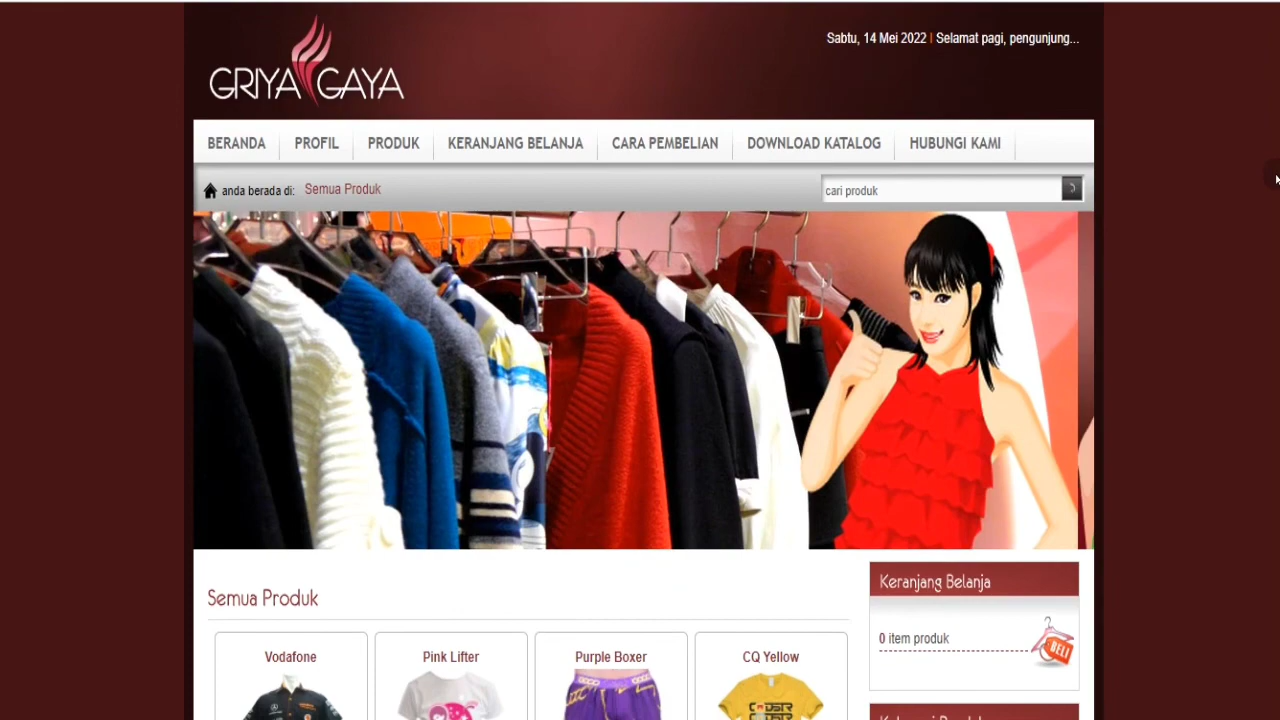 Sabtu, 14 Mei 2022 | Selamat pagi, pengunjung...
GRIYA GAYA
BERANDA PROFIL PRODUK KERANJANG BELANJA CARA PEMBELIAN DOWNLOAD KATALOG HUBUNGI KAMI
anda berada di: Semua Produk cari produk
Keranjang Belanja
Semua Produk
0 item produk
BELI
Vodafone Pink Lifter Purple Boxer CQ Yellow